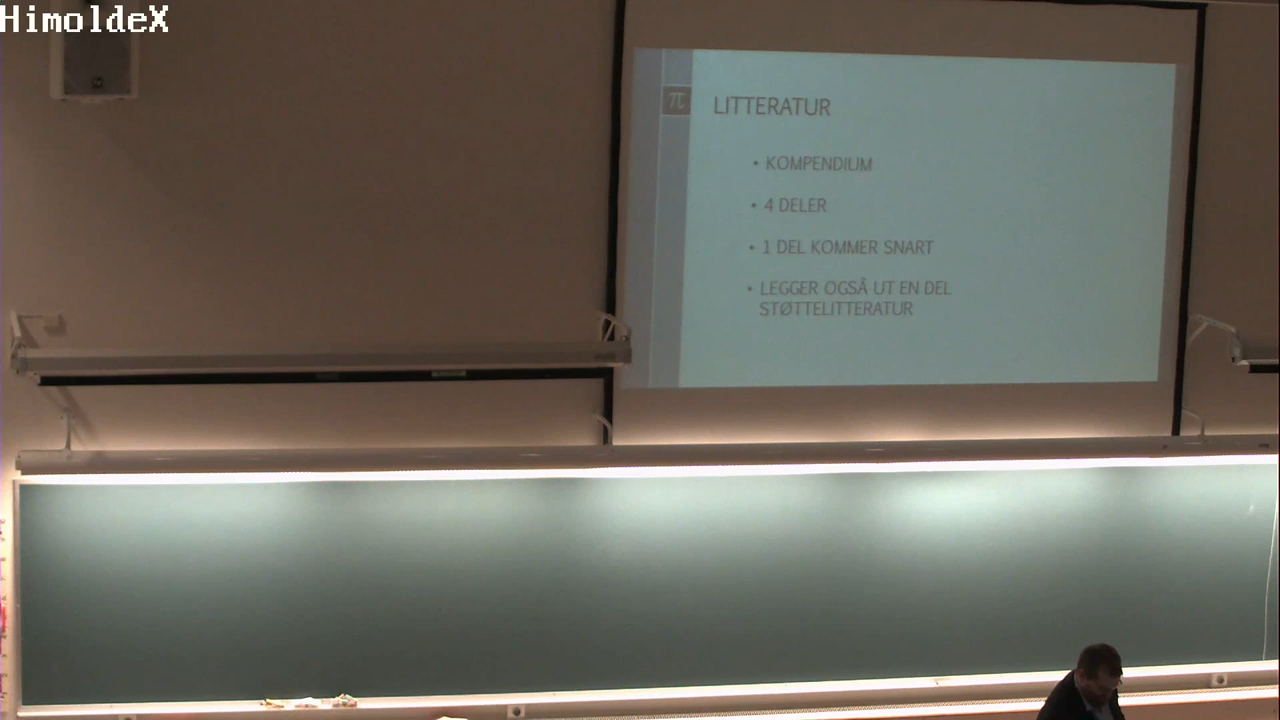 HimoldeX
π
LITTERATUR
• KOMPENDIUM
• 4 DELER
• 1 DEL KOMMER SNART
• LEGGER OGSÅ UT EN DEL
STØTTELITTERATUR